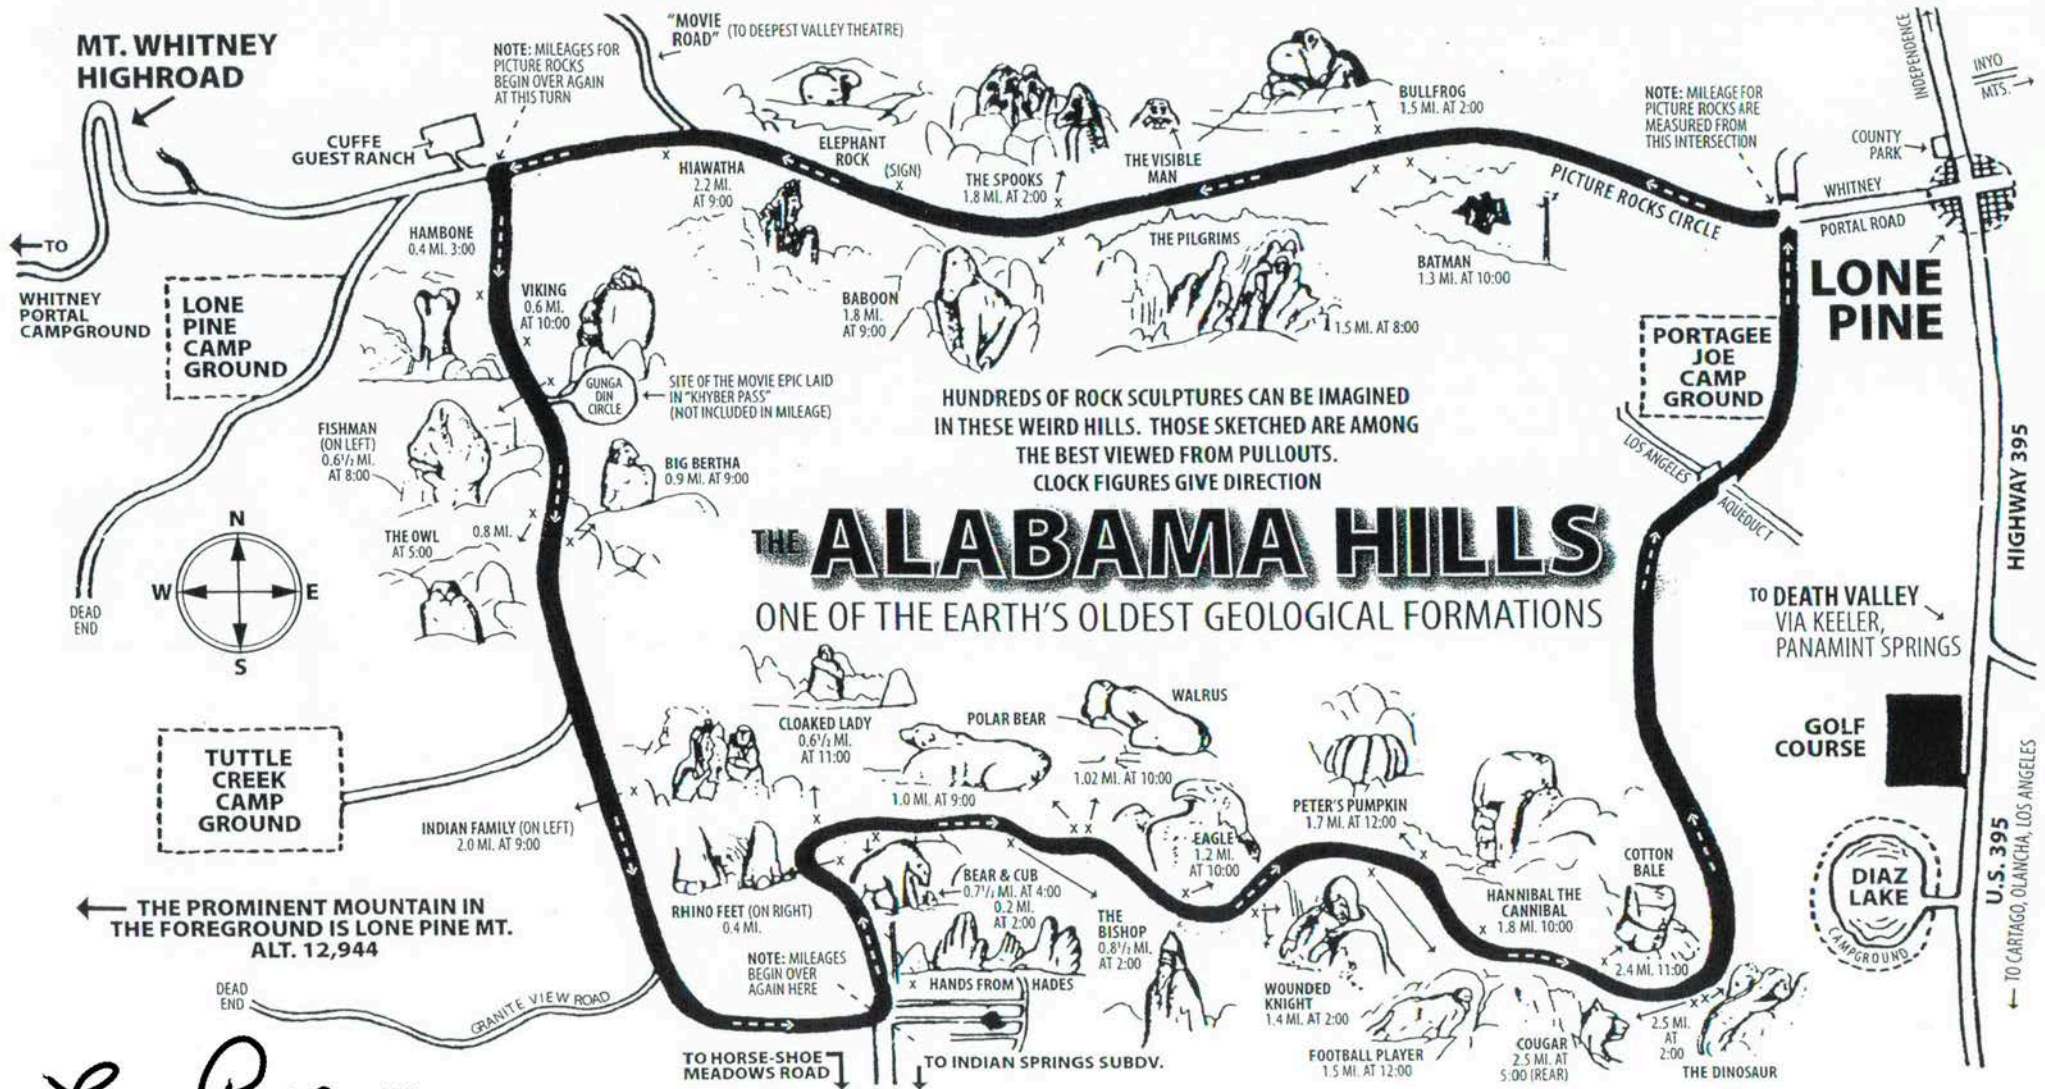 MT. WHITNEY
HIGHROAD
NOTE: MILEAGES FOR
PICTURE ROCKS
BEGIN OVER AGAIN
AT THIS TURN
"MOVIE
ROAD" (TO DEEPEST VALLEY THEATRE)
CUFFE
GUEST RANCH
ELEPHANT
ROCK
(SIGN)
HIAWATHA
2.2 MI.
AT 9:00
THE SPOOKS
1.8 MI. AT 2:00
THE VISIBLE
MAN
BULLFROG
1.5 MI. AT 2:00
NOTE: MILEAGE FOR
PICTURE ROCKS ARE
MEASURED FROM
THIS INTERSECTION
INDEPENDENCE
INYO
MTS.
COUNTY
PARK
WHITNEY
PORTAL ROAD
PICTURE ROCKS CIRCLE
LONE
PINE
TO
WHITNEY
PORTAL
CAMPGROUND
LONE
PINE
CAMP
GROUND
HAMBONE
0.4 MI. 3:00
VIKING
0.6 MI.
AT 10:00
BABOON
1.8 MI.
AT 9:00
THE PILGRIMS
1.5 MI. AT 8:00
BATMAN
1.3 MI. AT 10:00
PORTAGEE
JOE
CAMP
GROUND
GUNGA
DIN
CIRCLE
SITE OF THE MOVIE EPIC LAID
IN "KHYBER PASS"
(NOT INCLUDED IN MILEAGE)
FISHMAN
(ON LEFT)
0.6 1/2 MI.
AT 8:00
BIG BERTHA
0.9 MI. AT 9:00
THE OWL
AT 5:00
0.8 MI.
HUNDREDS OF ROCK SCULPTURES CAN BE IMAGINED
IN THESE WEIRD HILLS. THOSE SKETCHED ARE AMONG
THE BEST VIEWED FROM PULLOUTS.
CLOCK FIGURES GIVE DIRECTION
THE ALABAMA HILLS
ONE OF THE EARTH'S OLDEST GEOLOGICAL FORMATIONS
LOS ANGELES
AQUEDUCT
HIGHWAY 395
N
W
E
S
DEAD
END
TO DEATH VALLEY
VIA KEELER,
PANAMINT SPRINGS
GOLF
COURSE
TUTTLE
CREEK
CAMP
GROUND
INDIAN FAMILY (ON LEFT)
2.0 MI. AT 9:00
CLOAKED LADY
0.6 1/2 MI.
AT 11:00
POLAR BEAR
1.0 MI. AT 9:00
WALRUS
1.02 MI. AT 10:00
EAGLE
1.2 MI.
AT 10:00
PETER'S PUMPKIN
1.7 MI. AT 12:00
HANNIBAL THE
CANNIBAL
1.8 MI. 10:00
COTTON
BALE
2.4 MI. 11:00
DIAZ
LAKE
CAMPGROUND
U.S. 395
TO CARTAGO, OLANCHA, LOS ANGELES
THE PROMINENT MOUNTAIN IN
THE FOREGROUND IS LONE PINE MT.
ALT. 12,944
RHINO FEET (ON RIGHT)
0.4 MI.
BEAR & CUB
0.7 1/2 MI. AT 4:00
0.2 MI.
AT 2:00
HANDS FROM HADES
THE
BISHOP
0.8 1/2 MI.
AT 2:00
WOUNDED
KNIGHT
1.4 MI. AT 2:00
FOOTBALL PLAYER
1.5 MI. AT 12:00
COUGAR
2.5 MI. AT
5:00 (REAR)
2.5 MI.
AT
2:00
THE DINOSAUR
NOTE: MILEAGES
BEGIN OVER
AGAIN HERE
DEAD
END
GRANITE VIEW ROAD
TO HORSE-SHOE
MEADOWS ROAD
TO INDIAN SPRINGS SUBDV.